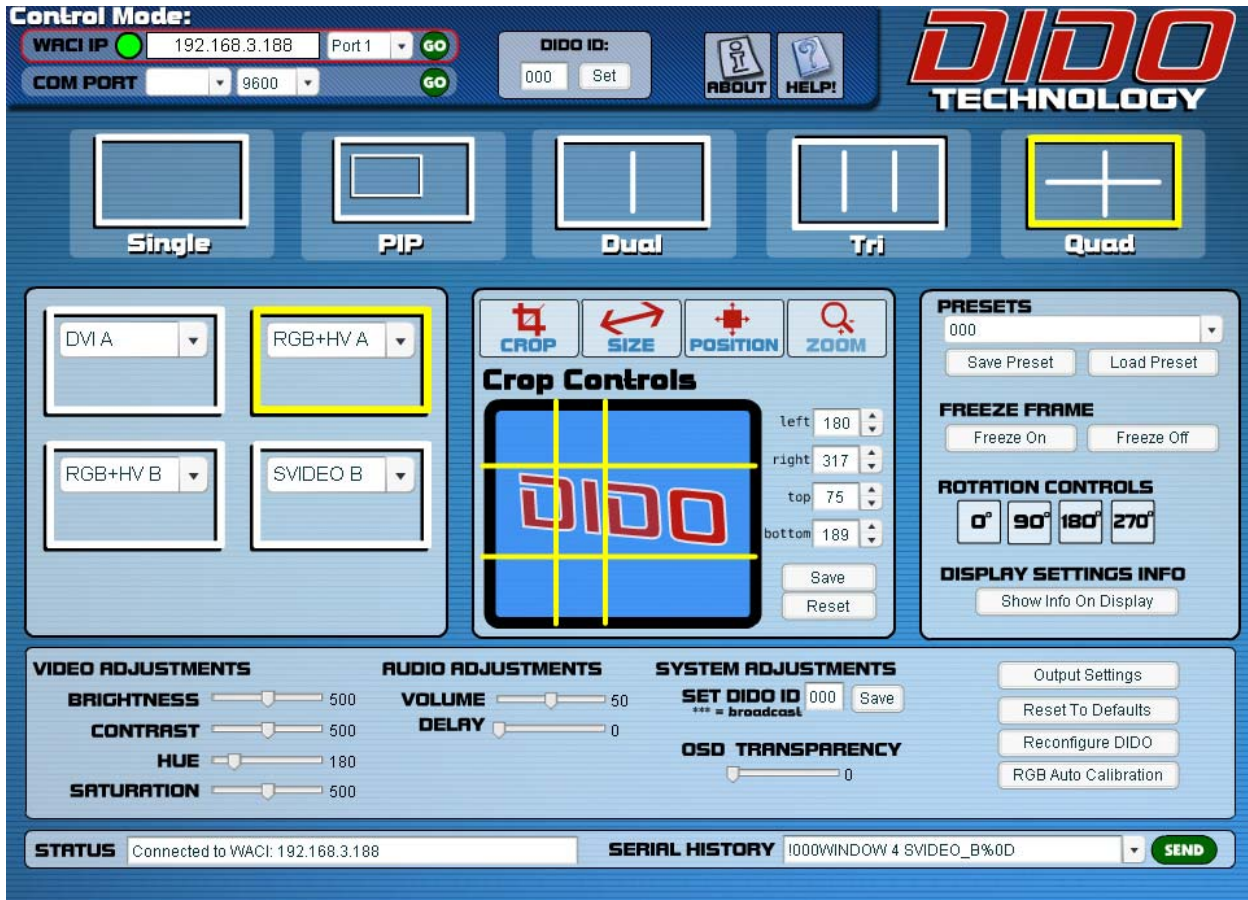 Control Mode:
WACI IP 192.168.3.188 Port 1 GO
COM PORT 9600 GO
DIDO ID:
000 Set
ABOUT HELP!
DIDO
TECHNOLOGY
Single PIP Dual Tri Quad
DVI A RGB+HV A
RGB+HV B SVIDEO B
CROP SIZE POSITION ZOOM
Crop Controls
DIDO
left 180
right 317
top 75
bottom 189
Save
Reset
PRESETS
000
Save Preset Load Preset
FREEZE FRAME
Freeze On Freeze Off
ROTATION CONTROLS
0° 90° 180° 270°
DISPLAY SETTINGS INFO
Show Info On Display
VIDEO ADJUSTMENTS
BRIGHTNESS 500
CONTRAST 500
HUE 180
SATURATION 500
AUDIO ADJUSTMENTS
VOLUME 50
DELAY 0
SYSTEM ADJUSTMENTS
SET DIDO ID 000 Save
*** = broadcast
OSD TRANSPARENCY
0
Output Settings
Reset To Defaults
Reconfigure DIDO
RGB Auto Calibration
STATUS Connected to WACI: 192.168.3.188
SERIAL HISTORY !000WINDOW 4 SVIDEO_B%0D SEND